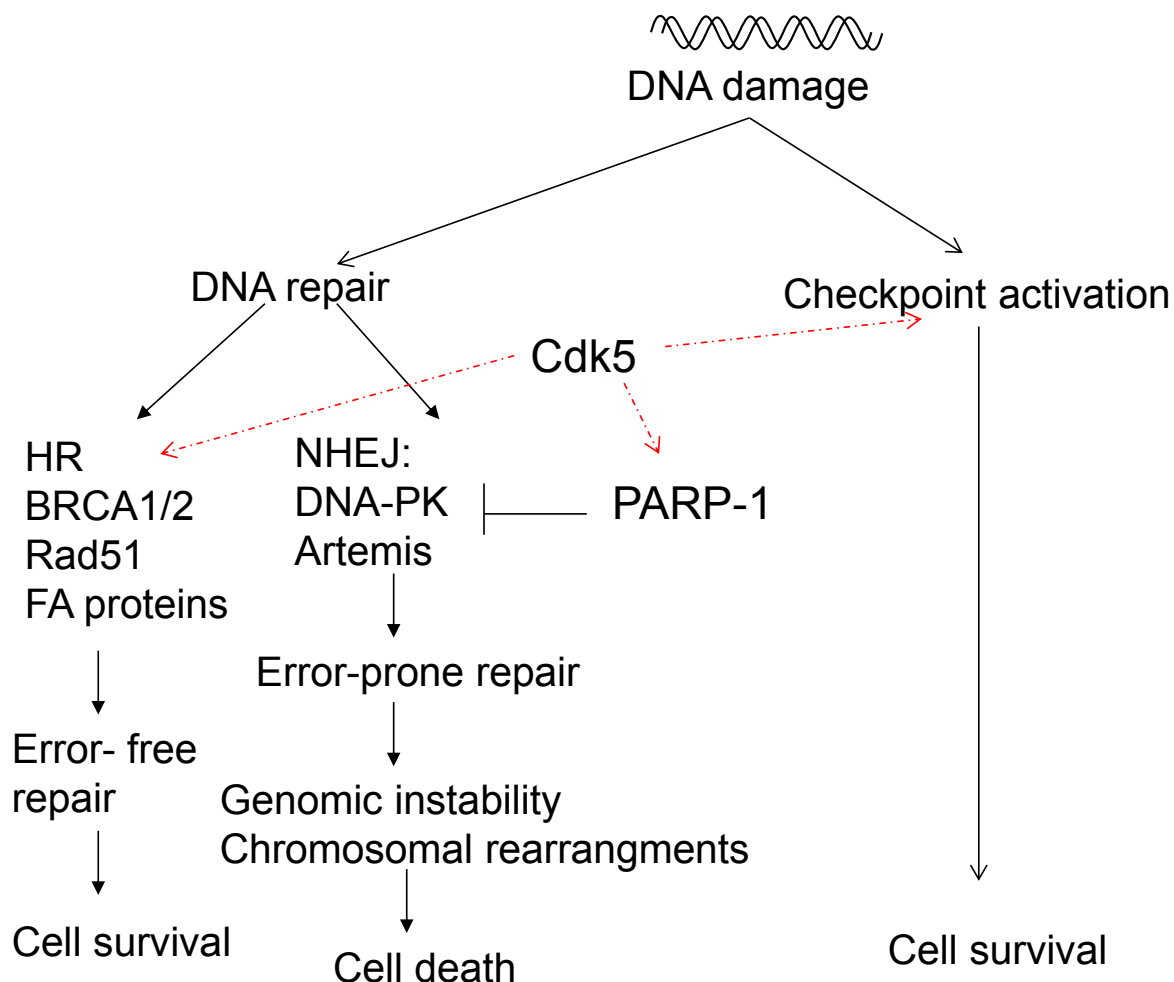 DNA damage
DNA repair
Checkpoint activation
Cdk5
HR
BRCA1/2
Rad51
FA proteins
NHEJ:
DNA-PK
Artemis
PARP-1
Error-prone repair
Error- free
repair
Genomic instability
Chromosomal rearrangments
Cell survival
Cell death
Cell survival